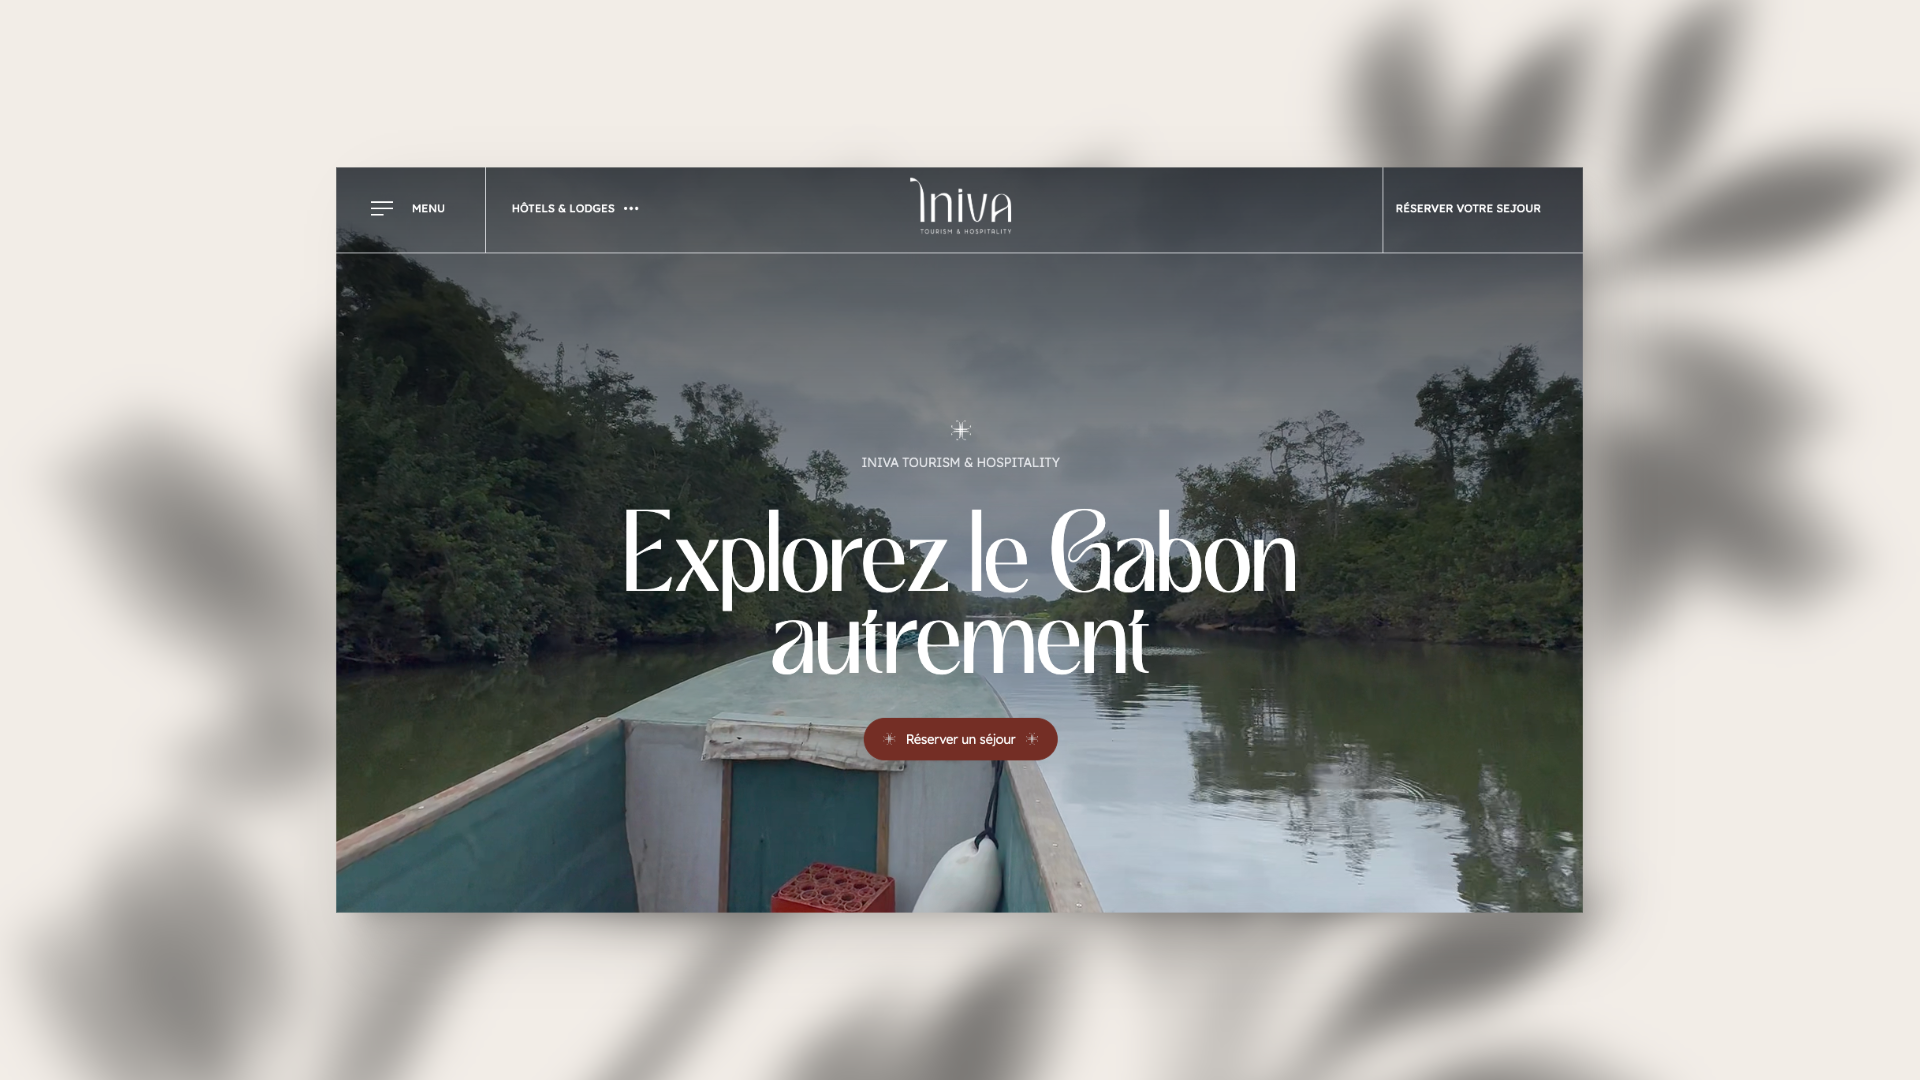 MENU
HÔTELS & LODGES •••
Iniva
TOURISM & HOSPITALITY
RÉSERVER VOTRE SEJOUR
INIVA TOURISM & HOSPITALITY
Explorez le Gabon
autrement
Réserver un séjour